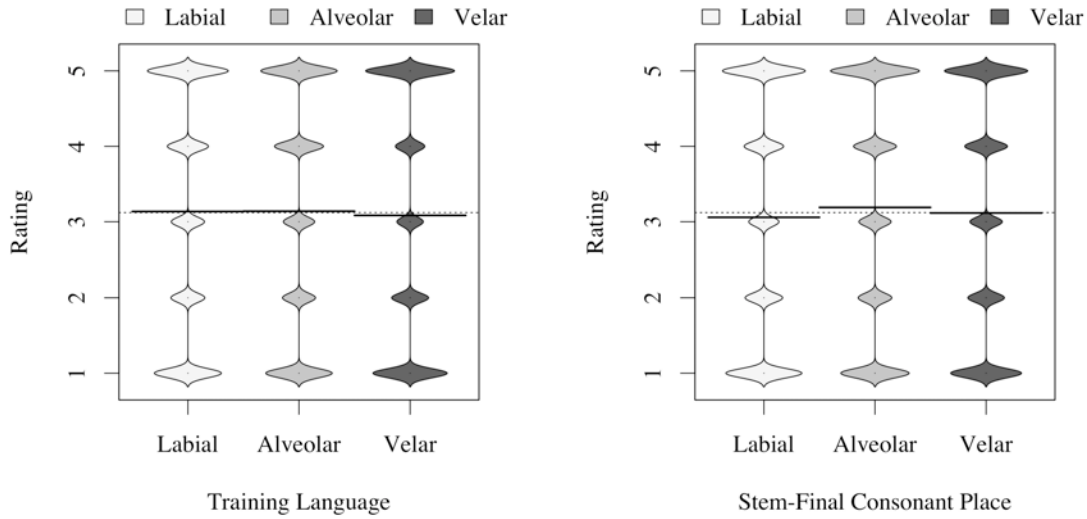 Labial Alveolar Velar
Rating
5
4
3
2
1
Labial Alveolar Velar
Training Language
Labial Alveolar Velar
Rating
5
4
3
2
1
Labial Alveolar Velar
Stem-Final Consonant Place